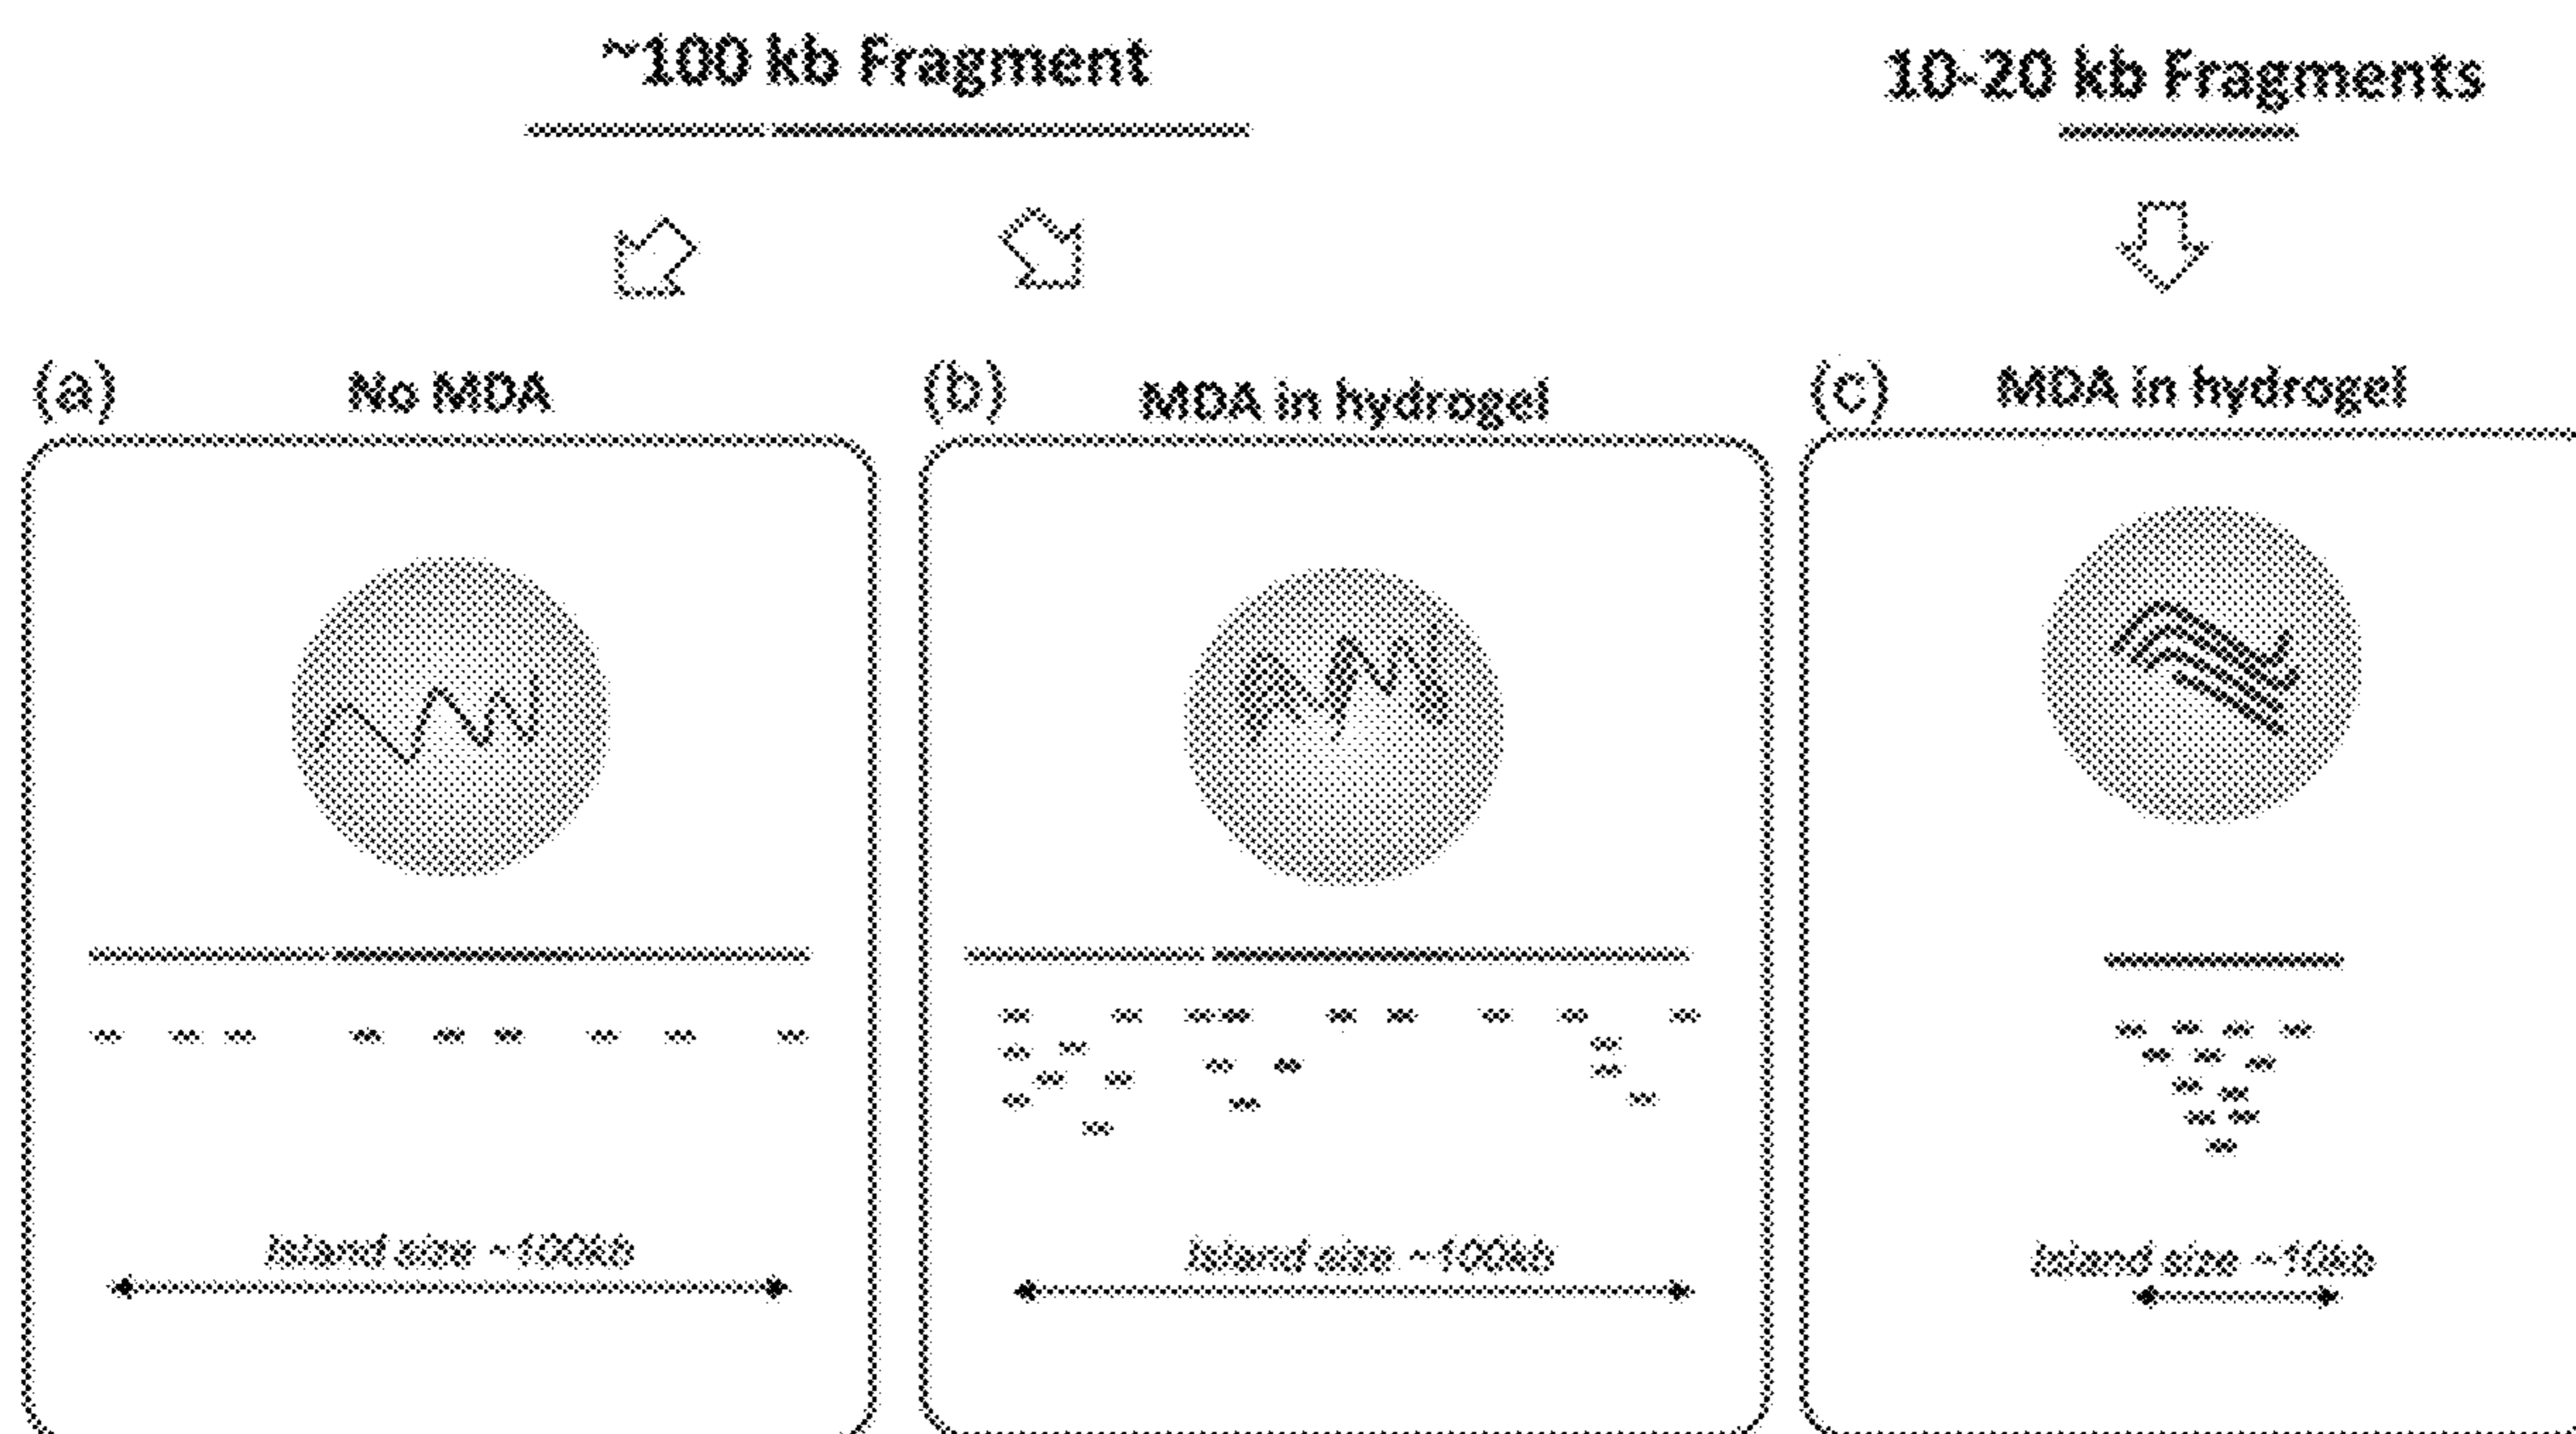 ~100 kb Fragment
10-20 kb Fragments
(a) No MDA
(b) MDA in hydrogel
(c) MDA in hydrogel
Island size ~100kb
Island size ~100kb
Island size ~10kb